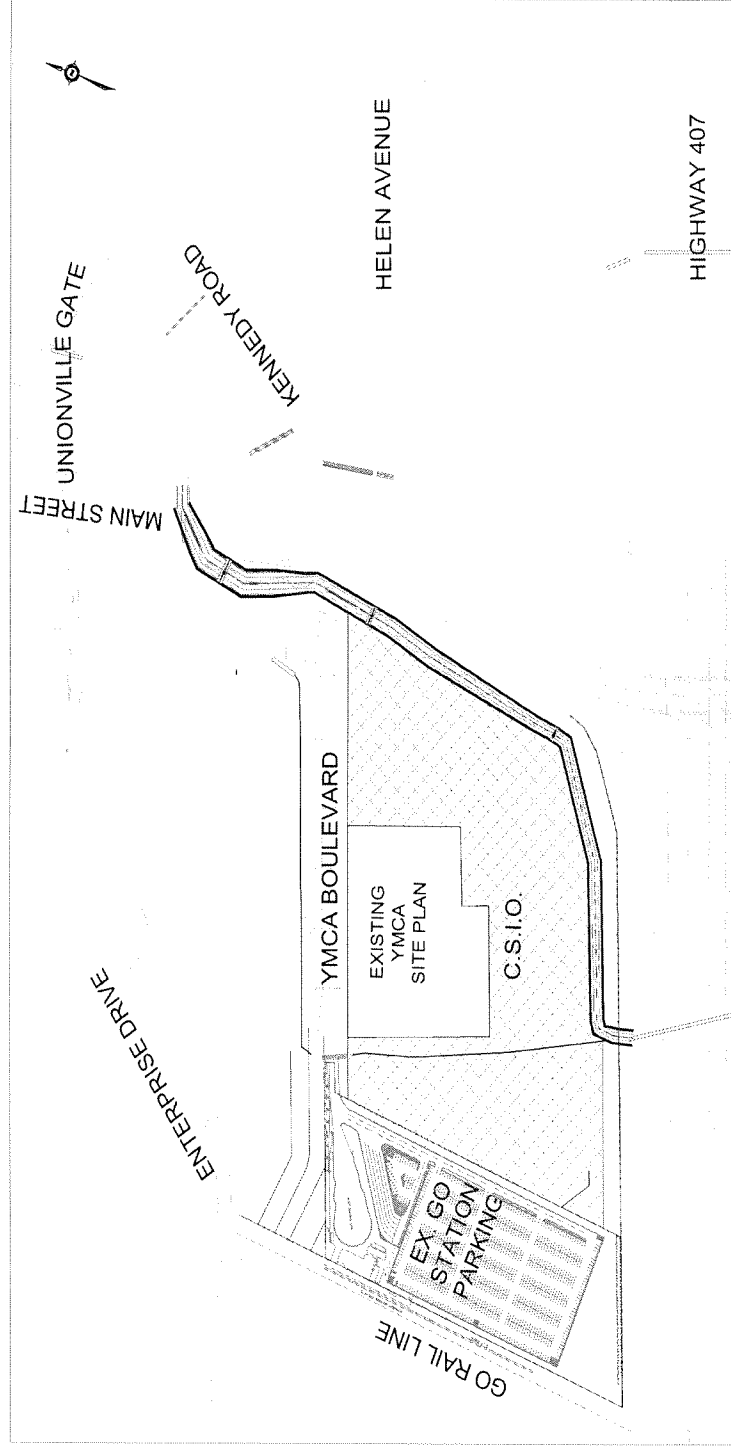 UNIONVILLE GATE
MAIN STREET
KENNEDY ROAD
HELEN AVENUE
HIGHWAY 407
ENTERPRISE DRIVE
YMCA BOULEVARD
EXISTING
YMCA
SITE PLAN
C.S.I.O.
EX. GO
STATION
PARKING
GO RAIL LINE